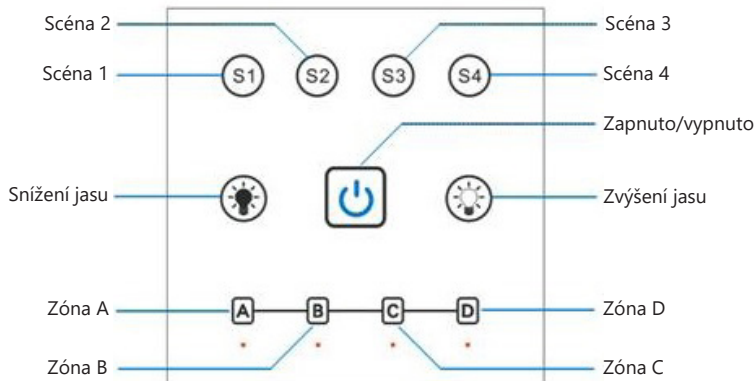 Scéna 2
Scéna 3
Scéna 1
S1 S2 S3 S4
Scéna 4
Zapnuto/vypnuto
Snížení jasu
Zvýšení jasu
Zóna A
A B C D
Zóna D
Zóna B
Zóna C